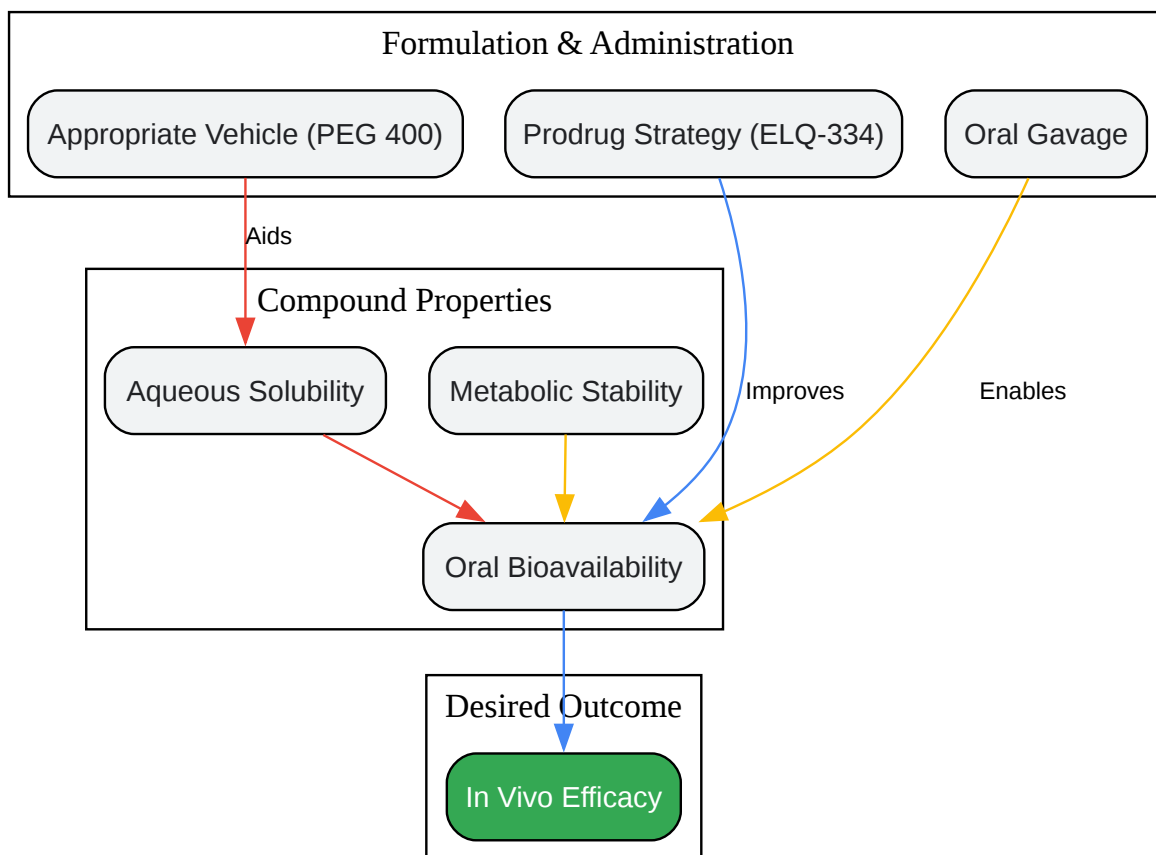 Formulation & Administration
Appropriate Vehicle (PEG 400)
Prodrug Strategy (ELQ-334)
Oral Gavage
Aids
Compound Properties
Aqueous Solubility
Metabolic Stability
Improves
Enables
Oral Bioavailability
Desired Outcome
In Vivo Efficacy